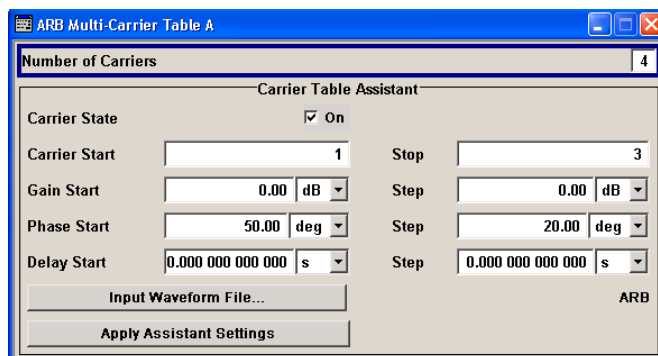 ARB Multi-Carrier Table A
Number of Carriers 4
Carrier Table Assistant
Carrier State On
Carrier Start 1 Stop 3
Gain Start 0.00 dB Step 0.00 dB
Phase Start 50.00 deg Step 20.00 deg
Delay Start 0.000 000 000 000 s Step 0.000 000 000 000 s
Input Waveform File... ARB
Apply Assistant Settings